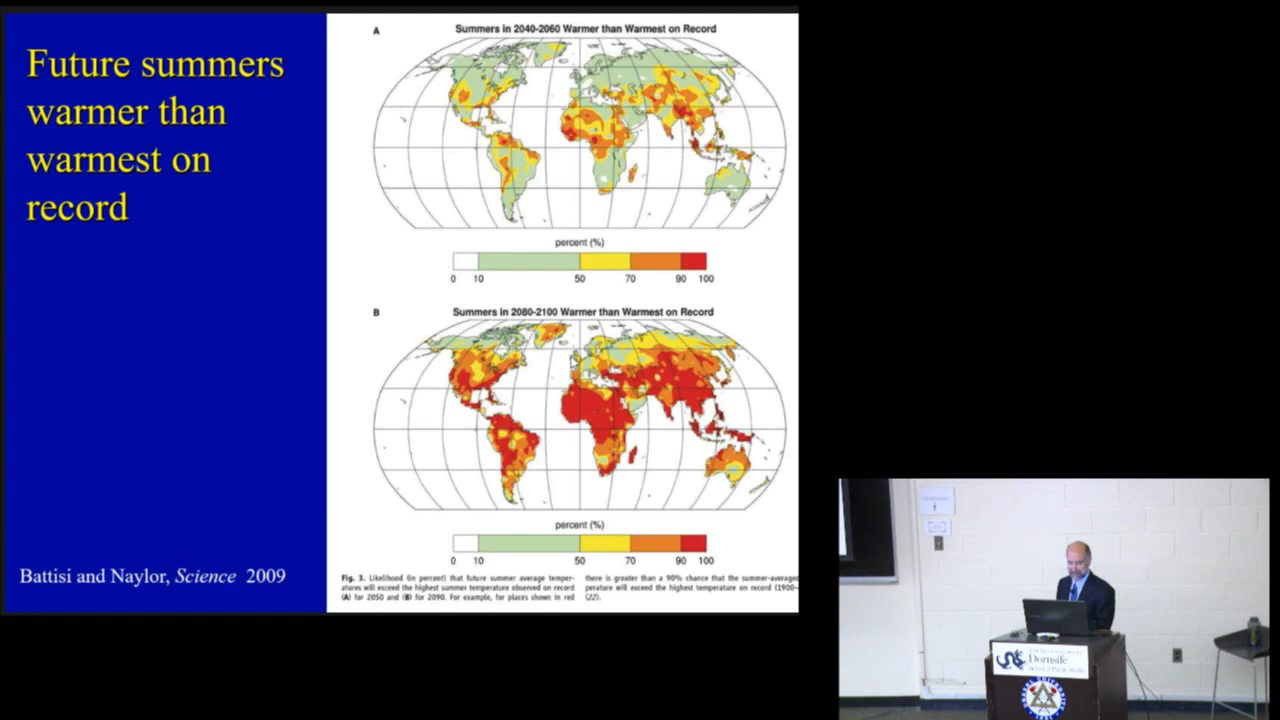 Future summers
warmer than
warmest on
record
Battisi and Naylor, Science 2009
A
Summers in 2040-2060 Warmer than Warmest on Record
percent (%)
0 10 50 70 90 100
B
Summers in 2080-2100 Warmer than Warmest on Record
percent (%)
0 10 50 70 90 100
Fig. 3. Likelihood (in percent) that future summer average temper-
atures will exceed the highest summer temperature observed on record
(A) for 2050 and (B) for 2090. For example, for places shown in red
there is greater than a 90% chance that the summer-averaged
perature will exceed the highest temperature on record (1900–
(22).
Dornsife